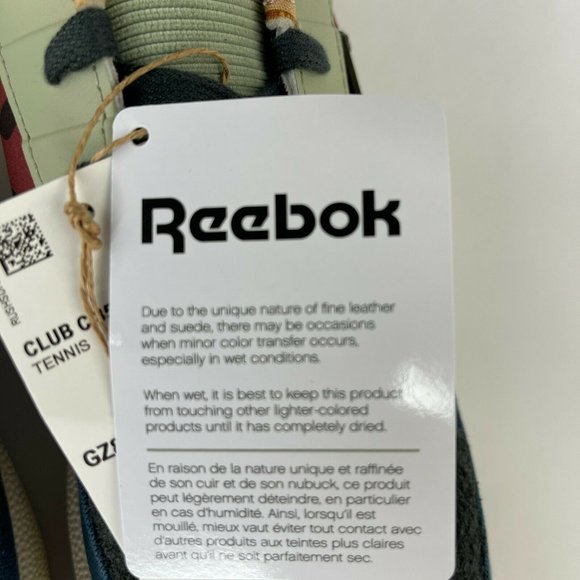 Reebok
Due to the unique nature of fine leather
and suede, there may be occasions
when minor color transfer occurs,
especially in wet conditions.
When wet, it is best to keep this product
from touching other lighter-colored
products until it has completely dried.
En raison de la nature unique et raffinée
de son cuir et de son nubuck, ce produit
peut légèrement déteindre, en particulier
en cas d'humidité. Ainsi, lorsqu'il est
mouillé, mieux vaut éviter tout contact avec
d'autres produits aux teintes plus claires
avant qu'il ne soit parfaitement sec.
CLUB
TENNIS